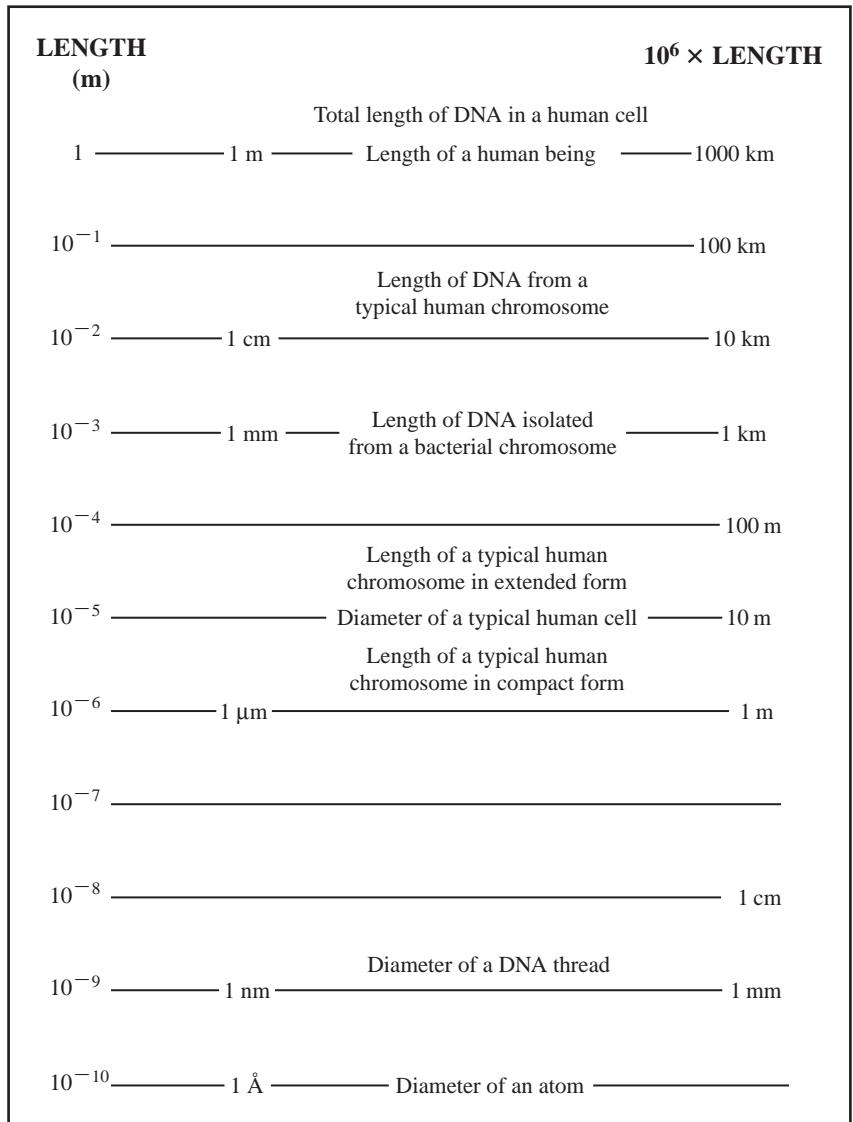 LENGTH
(m)
10⁶ × LENGTH
Total length of DNA in a human cell
1 1 m Length of a human being 1000 km
10⁻¹ 100 km
Length of DNA from a
typical human chromosome
10⁻² 1 cm 10 km
Length of DNA isolated
10⁻³ 1 mm 1 km
from a bacterial chromosome
10⁻⁴ 100 m
Length of a typical human
chromosome in extended form
10⁻⁵ Diameter of a typical human cell 10 m
Length of a typical human
chromosome in compact form
10⁻⁶ 1 μm 1 m
10⁻⁷
10⁻⁸ 1 cm
Diameter of a DNA thread
10⁻⁹ 1 nm 1 mm
10⁻¹⁰ 1 Å Diameter of an atom